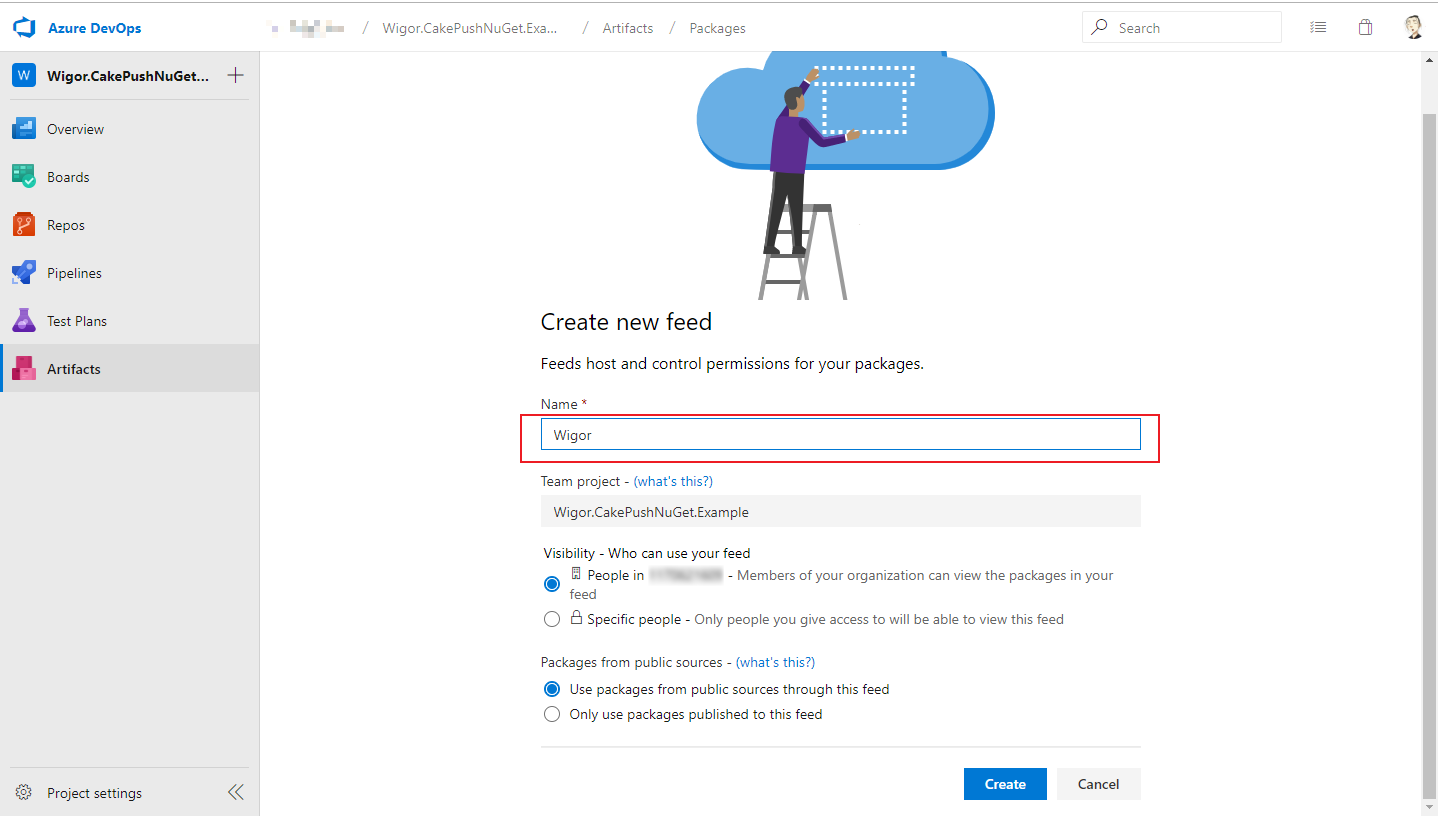 Azure DevOps / Wigor.CakePushNuGet.Exa... / Artifacts / Packages Search
W Wigor.CakePushNuGet... +
Overview
Boards
Repos
Pipelines
Test Plans
Artifacts
Project settings
Create new feed
Feeds host and control permissions for your packages.
Name *
Wigor
Team project - (what's this?)
Wigor.CakePushNuGet.Example
Visibility - Who can use your feed
People in - Members of your organization can view the packages in your
feed
Specific people - Only people you give access to will be able to view this feed
Packages from public sources - (what's this?)
Use packages from public sources through this feed
Only use packages published to this feed
Create Cancel